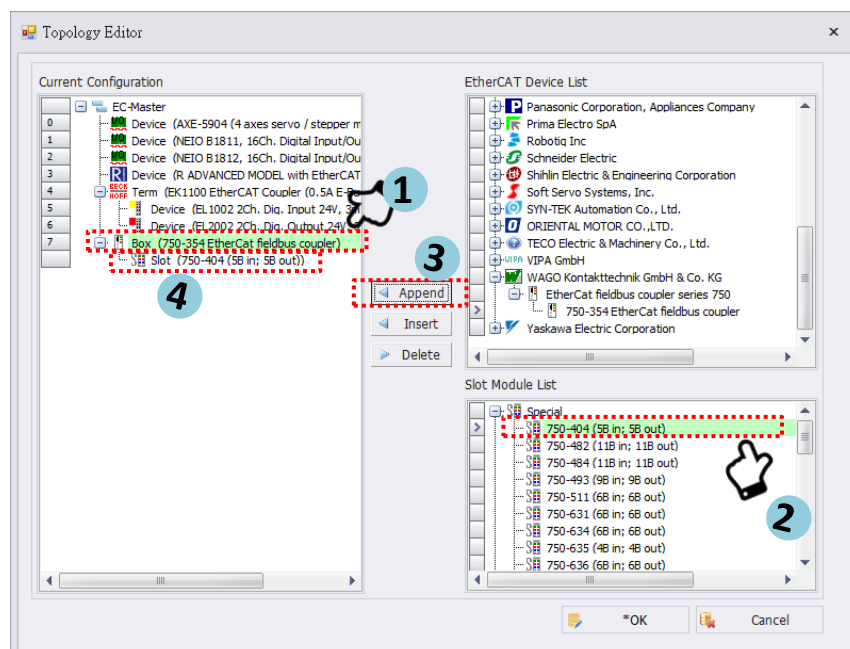 Topology Editor
Current Configuration
EC-Master
0 Device (AXE-5904 (4 axes servo / stepper m
1 Device (NEIO B1811, 16Ch. Digital Input/Ou
2 Device (NEIO B1812, 16Ch. Digital Input/Ou
3 Device (R ADVANCED MODEL with EtherCAT
4 BECK HOFF Term (EK1100 EtherCAT Coupler (0.5A E-Bu
5 Device (EL1002 2Ch. Dig. Input 24V, 3m
6 Device (EL2002 2Ch. Dig. Output 24V
7 Box (750-354 EtherCat fieldbus coupler)
Slot (750-404 (5B in; 5B out))
1
3
4
Append
Insert
Delete
EtherCAT Device List
Panasonic Corporation, Appliances Company
Prima Electro SpA
Robotiq Inc
Schneider Electric
Shihlin Electric & Engineering Corporation
Soft Servo Systems, Inc.
SYN-TEK Automation Co., Ltd.
ORIENTAL MOTOR CO.,LTD.
TECO Electric & Machinery Co., Ltd.
VIPA VIPA GmbH
WAGO Kontakttechnik GmbH & Co. KG
EtherCat fieldbus coupler series 750
750-354 EtherCat fieldbus coupler
Yaskawa Electric Corporation
Slot Module List
Special
750-404 (5B in; 5B out)
750-482 (11B in; 11B out)
750-484 (11B in; 11B out)
750-493 (9B in; 9B out)
750-511 (6B in; 6B out)
750-631 (6B in; 6B out)
750-634 (6B in; 6B out)
750-635 (4B in; 4B out)
750-636 (6B in; 6B out)
2
*OK
Cancel